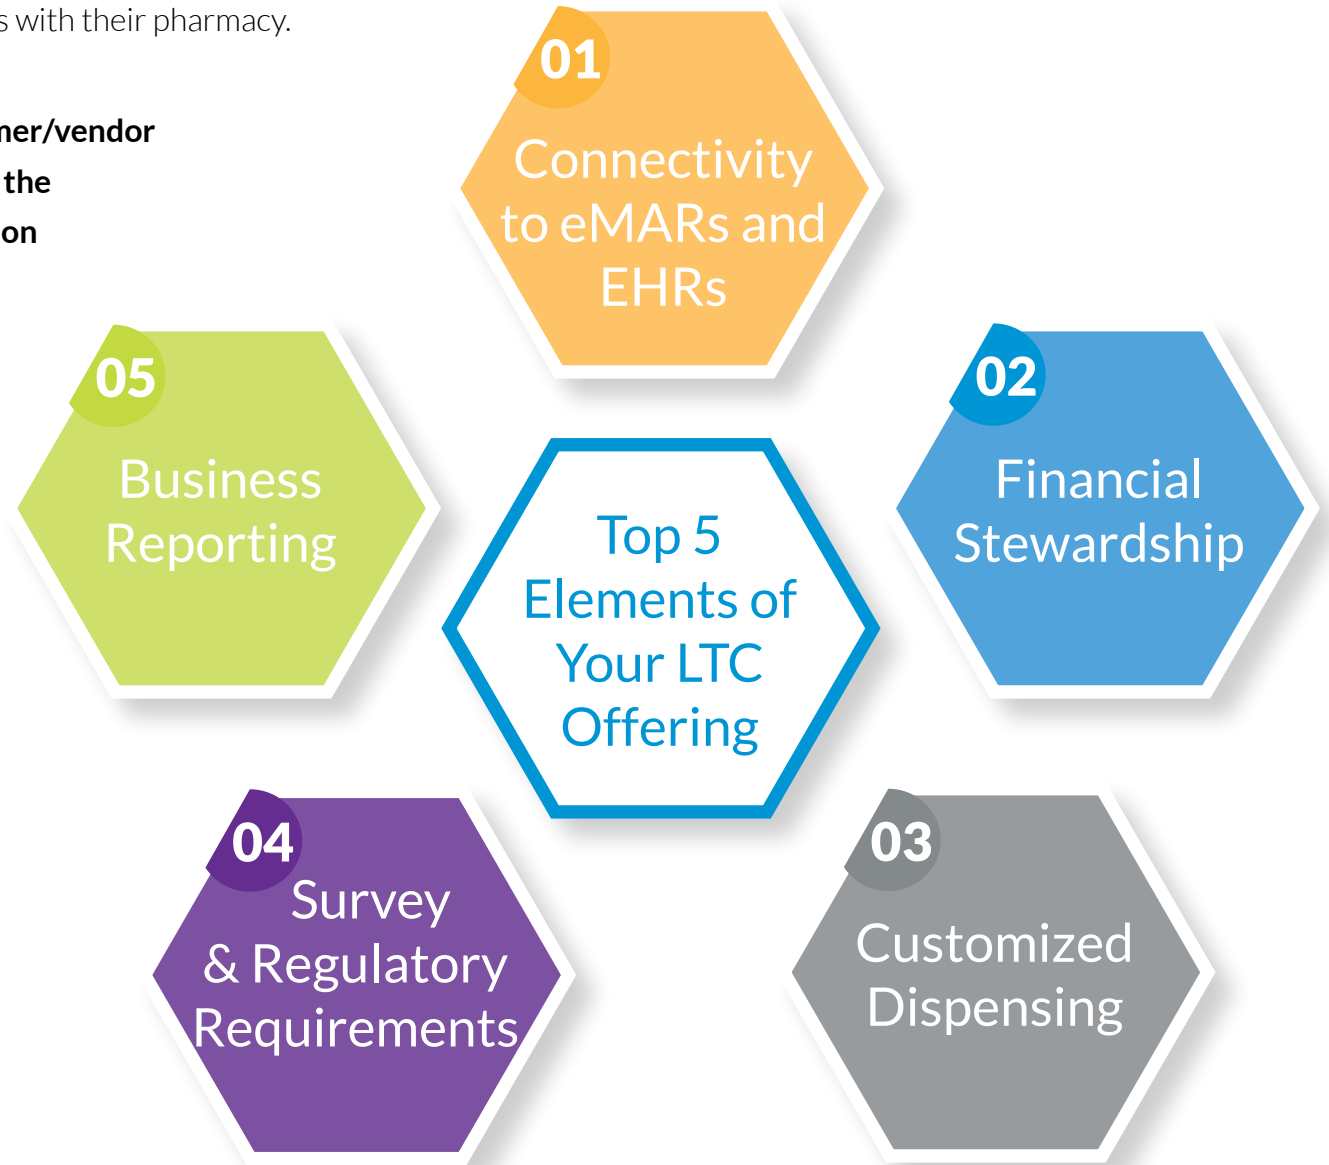 s with their pharmacy.
ner/vendor
the
on
01
Connectivity
to eMARs and
EHRs
02
Financial
Stewardship
03
Customized
Dispensing
04
Survey
& Regulatory
Requirements
05
Business
Reporting
Top 5
Elements of
Your LTC
Offering